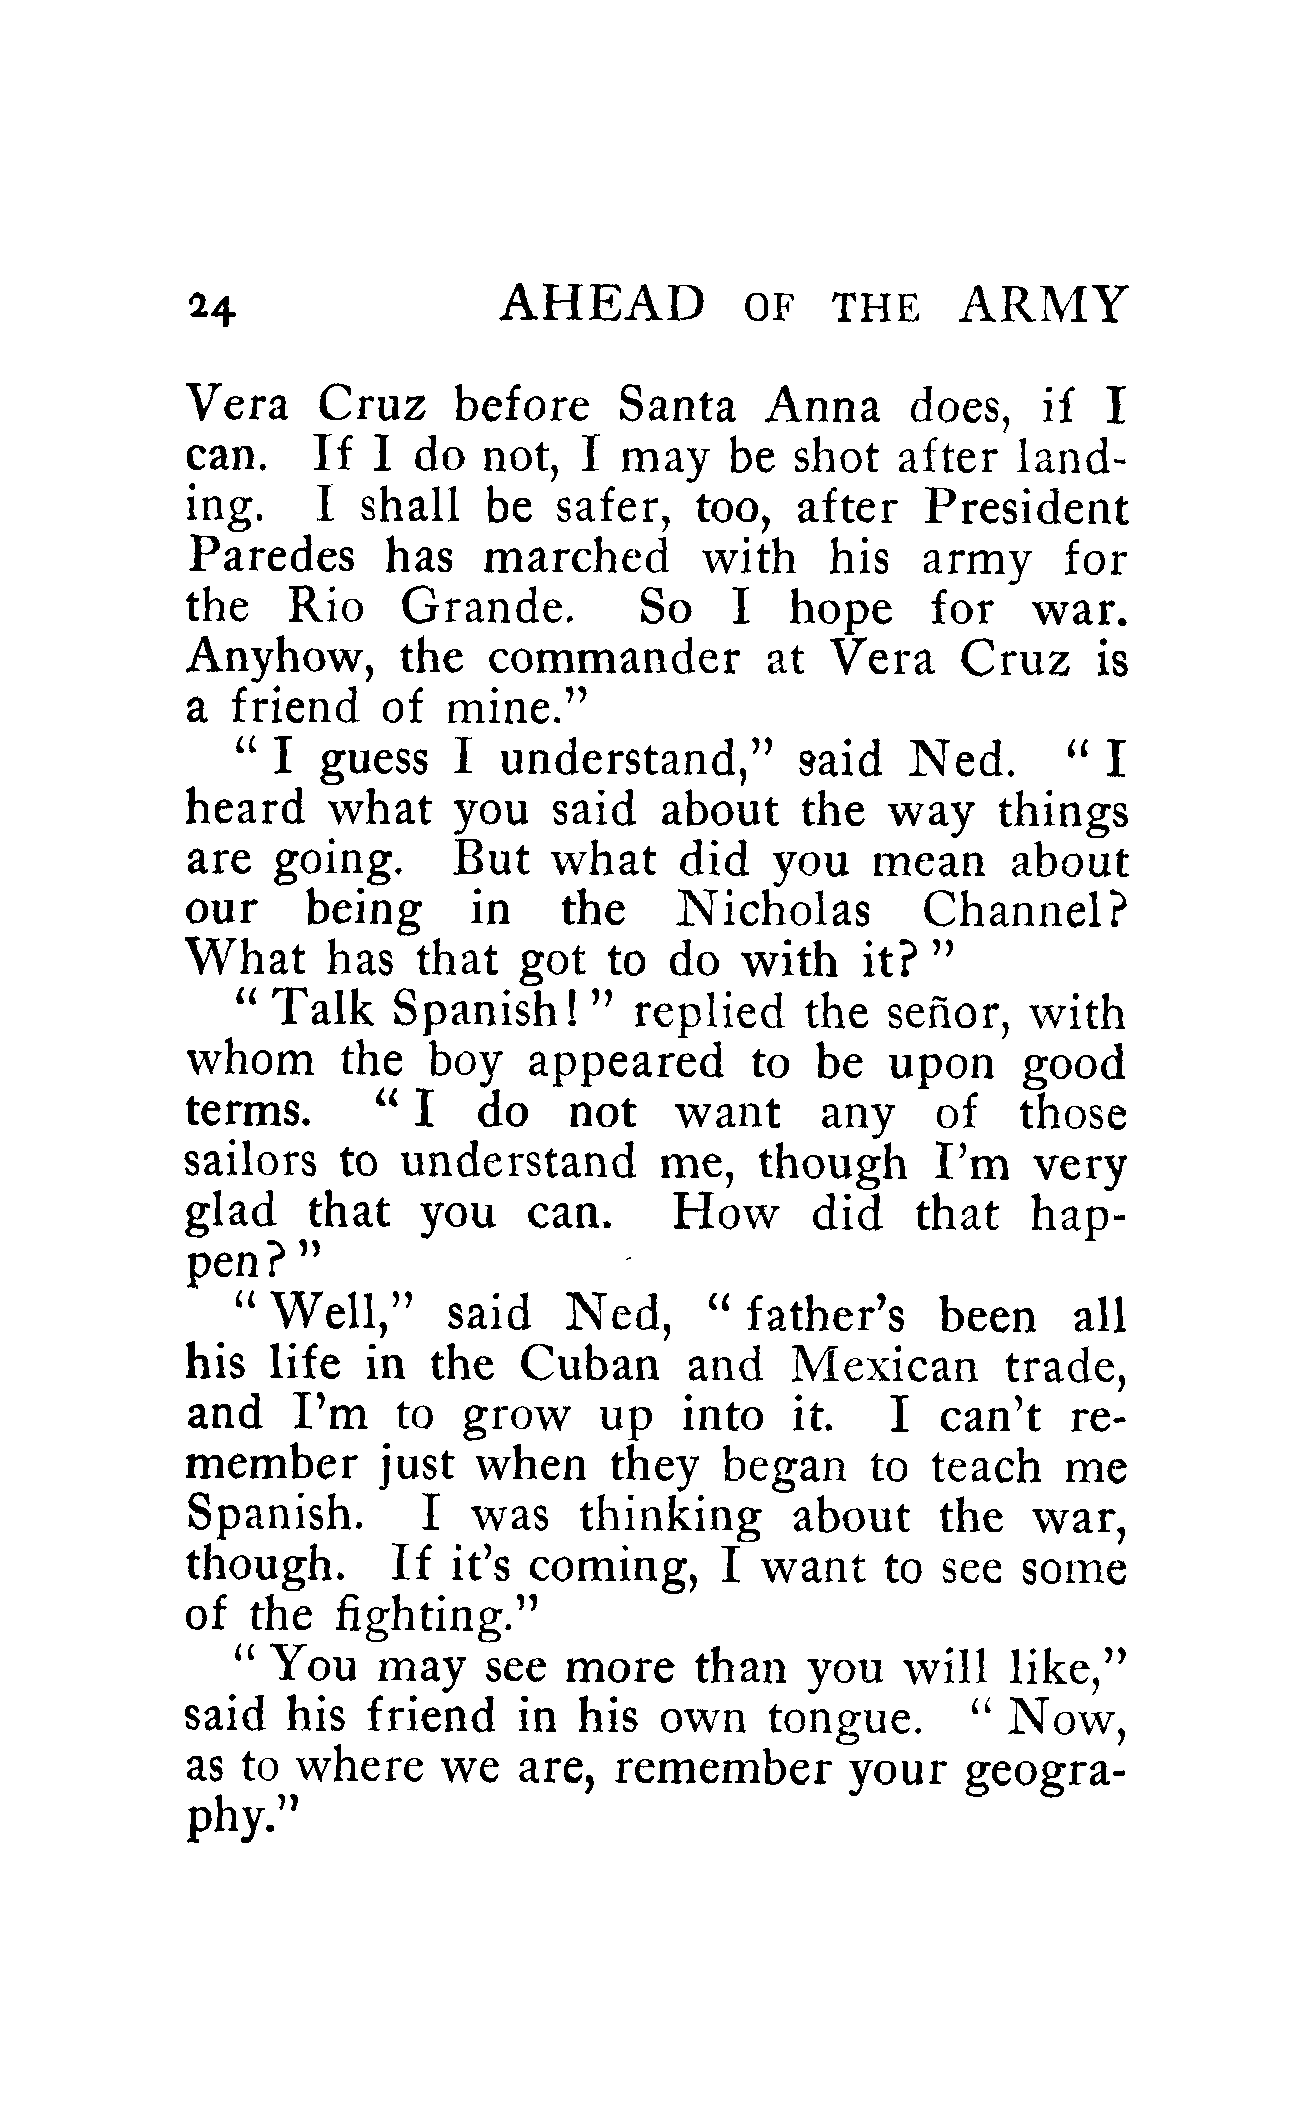 24 AHEAD OF THE ARMY
Vera Cruz before Santa Anna does, if I
can. If I do not, I may be shot after land-
ing. I shall be safer, too, after President
Paredes has marched with his army for
the Rio Grande. So I hope for war.
Anyhow, the commander at Vera Cruz is
a friend of mine."
" I guess I understand," said Ned. " I
heard what you said about the way things
are going. But what did you mean about
our being in the Nicholas Channel?
What has that got to do with it? "
" Talk Spanish! " replied the señor, with
whom the boy appeared to be upon good
terms. " I do not want any of those
sailors to understand me, though I'm very
glad that you can. How did that hap-
pen? "
" Well," said Ned, " father's been all
his life in the Cuban and Mexican trade,
and I'm to grow up into it. I can't re-
member just when they began to teach me
Spanish. I was thinking about the war,
though. If it's coming, I want to see some
of the fighting."
" You may see more than you will like,"
said his friend in his own tongue. " Now,
as to where we are, remember your geogra-
phy."